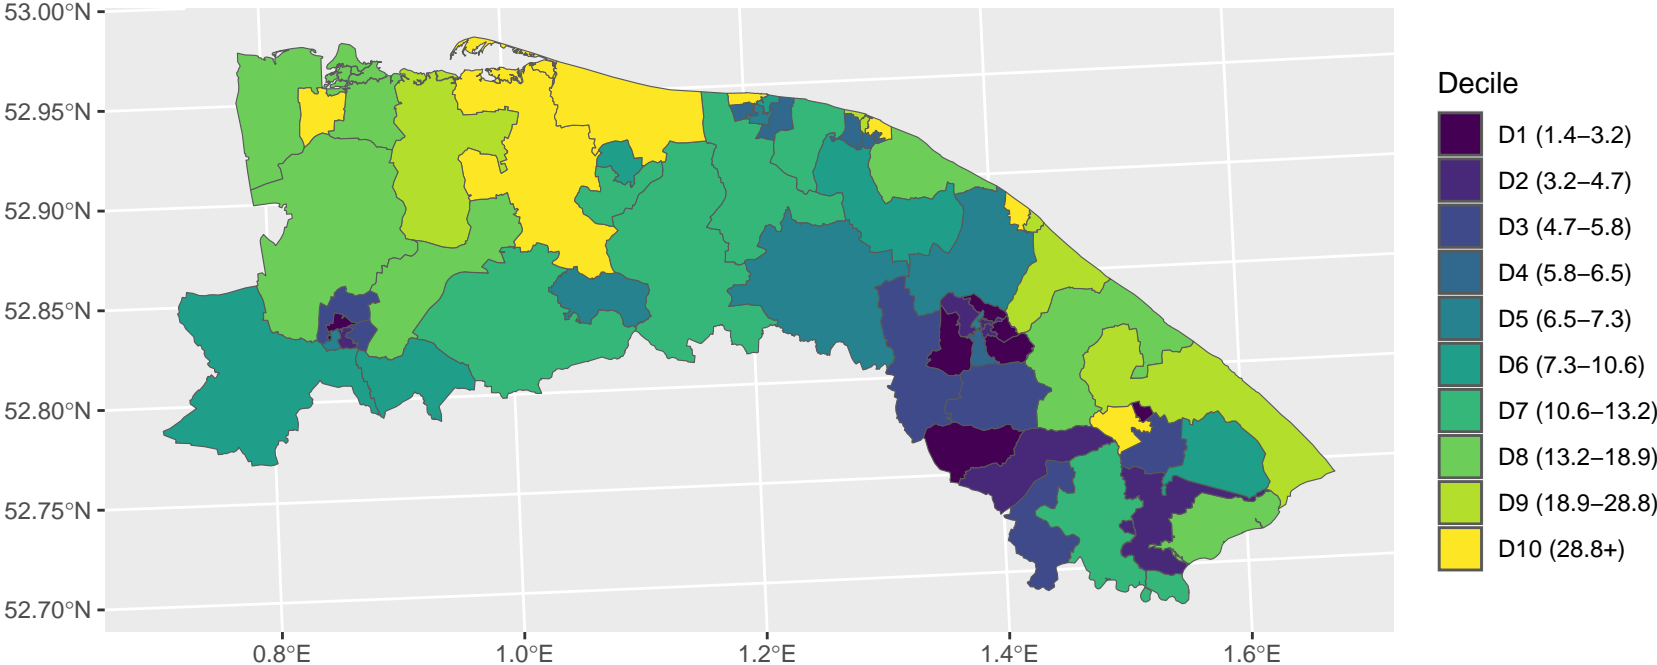 53.00°N
52.95°N
52.90°N
52.85°N
52.80°N
52.75°N
52.70°N
0.8°E 1.0°E 1.2°E 1.4°E 1.6°E
Decile
D1 (1.4–3.2)
D2 (3.2–4.7)
D3 (4.7–5.8)
D4 (5.8–6.5)
D5 (6.5–7.3)
D6 (7.3–10.6)
D7 (10.6–13.2)
D8 (13.2–18.9)
D9 (18.9–28.8)
D10 (28.8+)